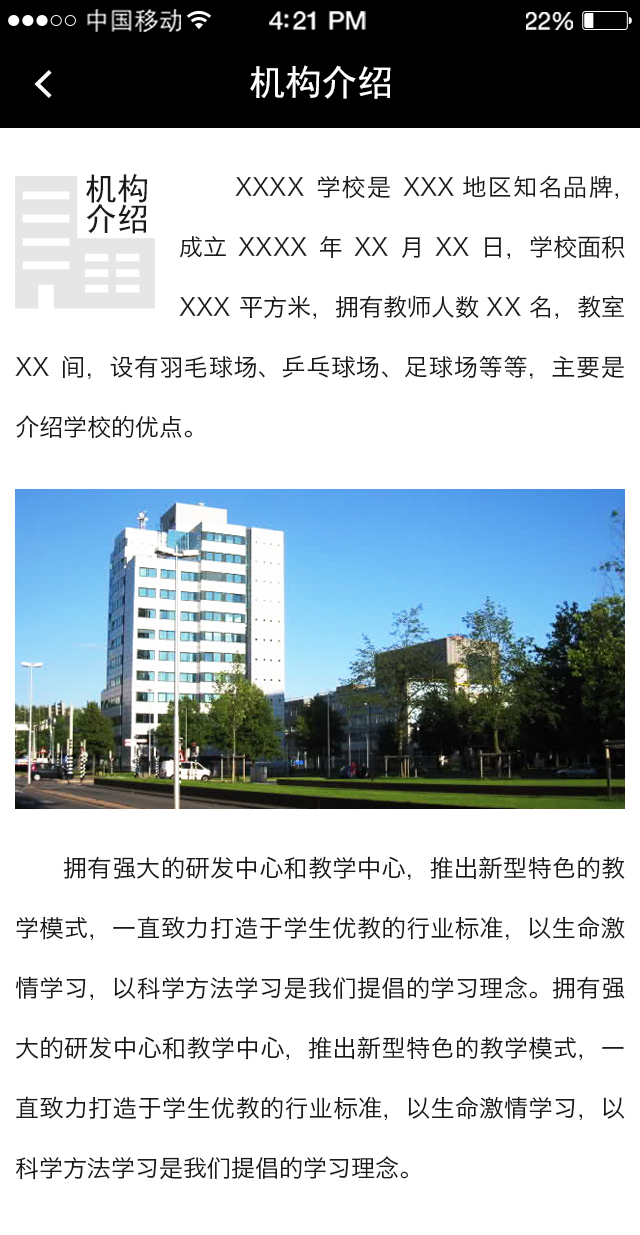 中国移动 4:21 PM 22%
机构介绍
机构
介绍
XXXX 学校是 XXX 地区知名品牌，
成立 XXXX 年 XX 月 XX 日，学校面积
XXX 平方米，拥有教师人数 XX 名，教室
XX 间，设有羽毛球场、乒乓球场、足球场等等，主要是
介绍学校的优点。
拥有强大的研发中心和教学中心，推出新型特色的教
学模式，一直致力打造于学生优教的行业标准，以生命激
情学习，以科学方法学习是我们提倡的学习理念。拥有强
大的研发中心和教学中心，推出新型特色的教学模式，一
直致力打造于学生优教的行业标准，以生命激情学习，以
科学方法学习是我们提倡的学习理念。